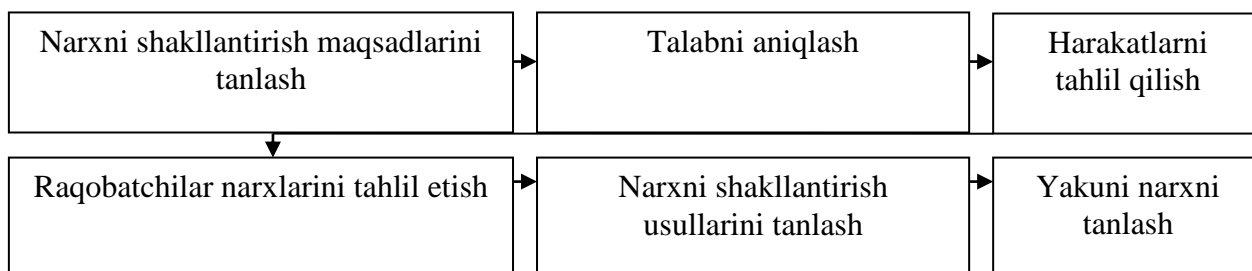 Narxni shakllantirish maqsadlarini
tanlash
Talabni aniqlash
Harakatlarni
tahlil qilish
Raqobatchilar narxlarini tahlil etish
Narxni shakllantirish
usullarini tanlash
Yakuni narxni
tanlash